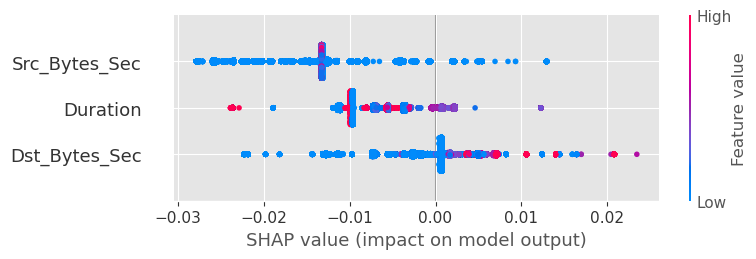 High
Src_Bytes_Sec
Duration
Dst_Bytes_Sec
Feature value
Low
−0.03 −0.02 −0.01 0.00 0.01 0.02
SHAP value (impact on model output)